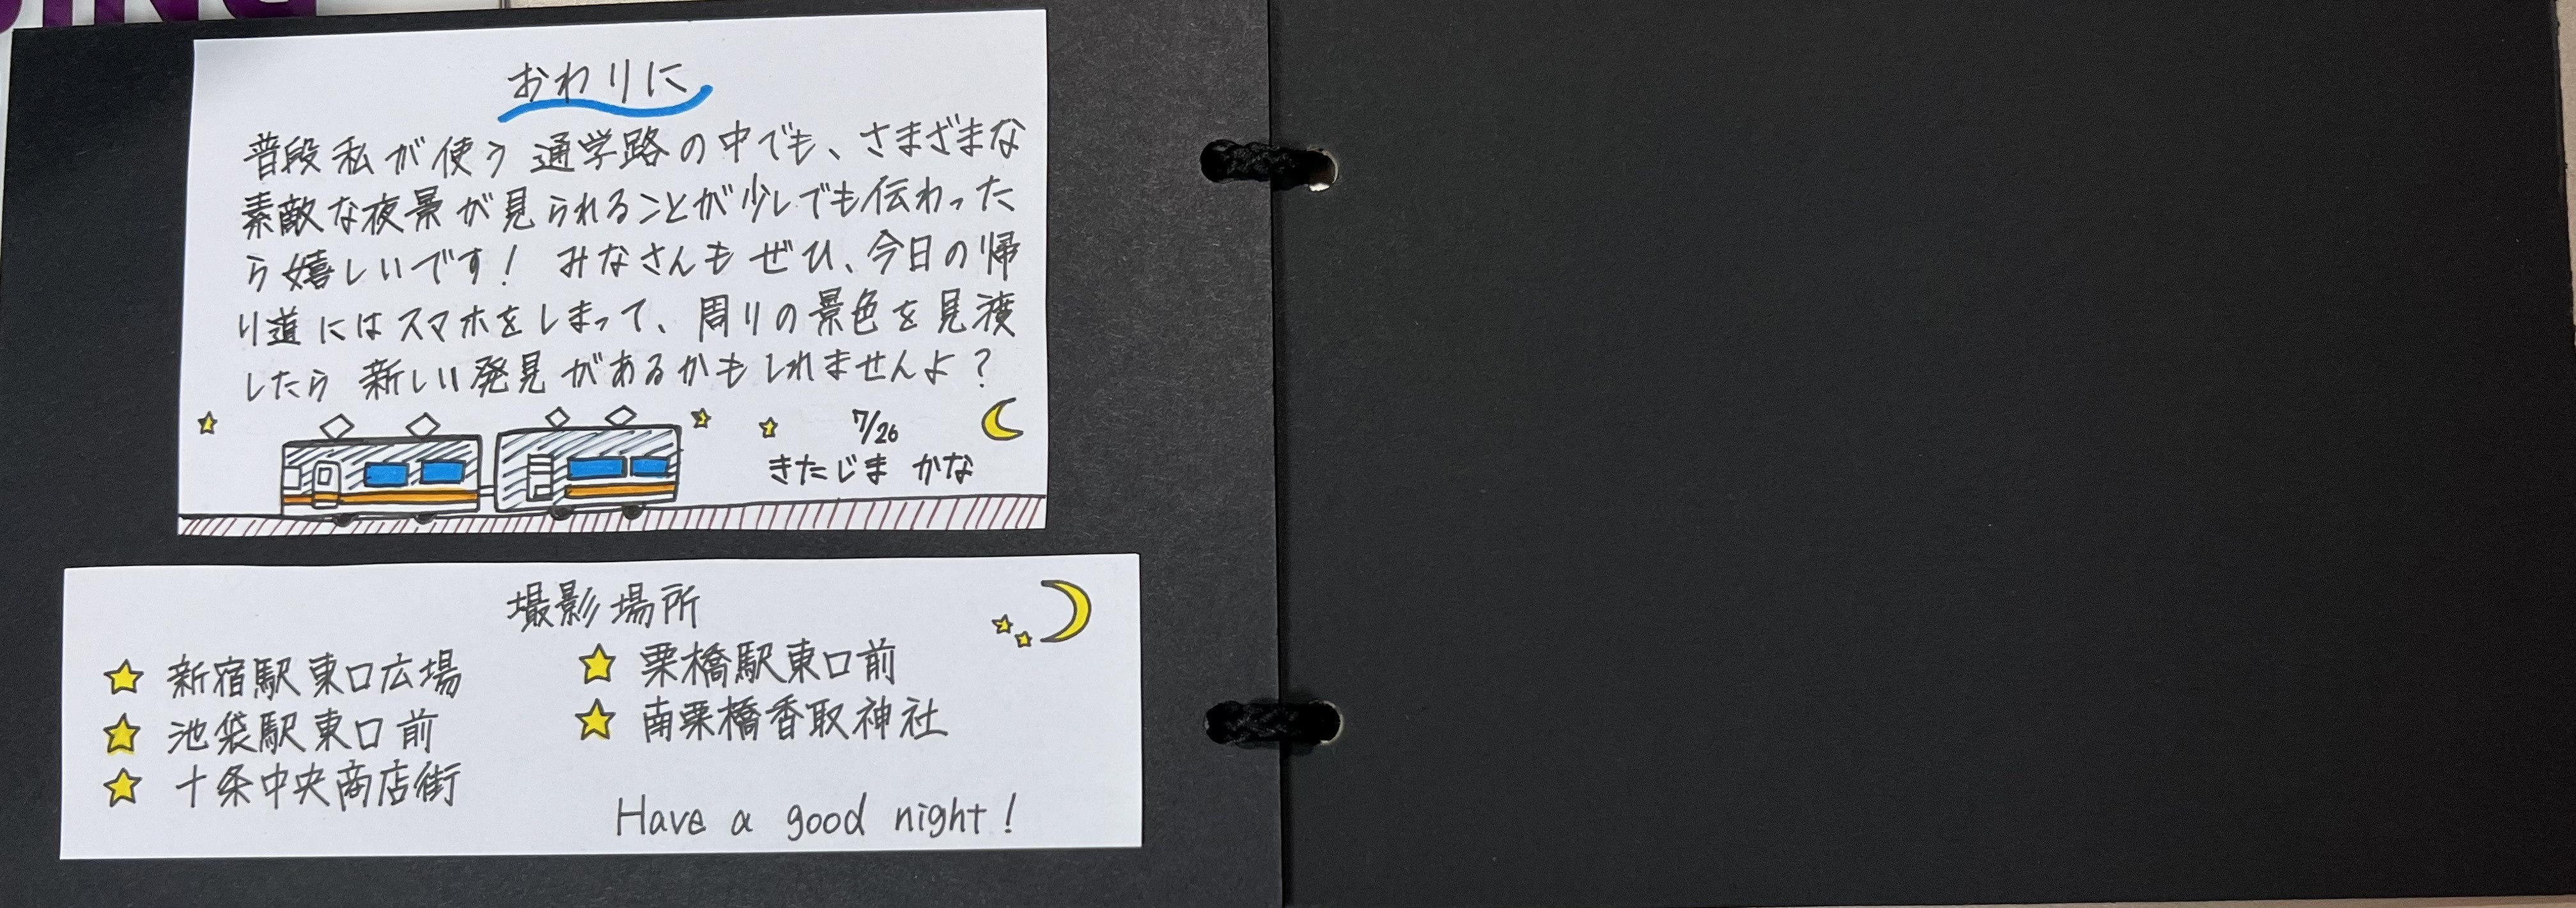 おわりに
普段私が使う通学路の中でも、さまざまな
素敵な夜景が見られることが少しでも伝わった
ら嬉しいです！ みなさんもぜひ、今日の帰
り道にはスマホをしまって、周りの景色を見渡
したら新しい発見があるかもしれませんよ？
7/26
きたじま かな
撮影場所
新宿駅東口広場
池袋駅東口前
十条中央商店街
栗橋駅東口前
南栗橋香取神社
Have a good night!